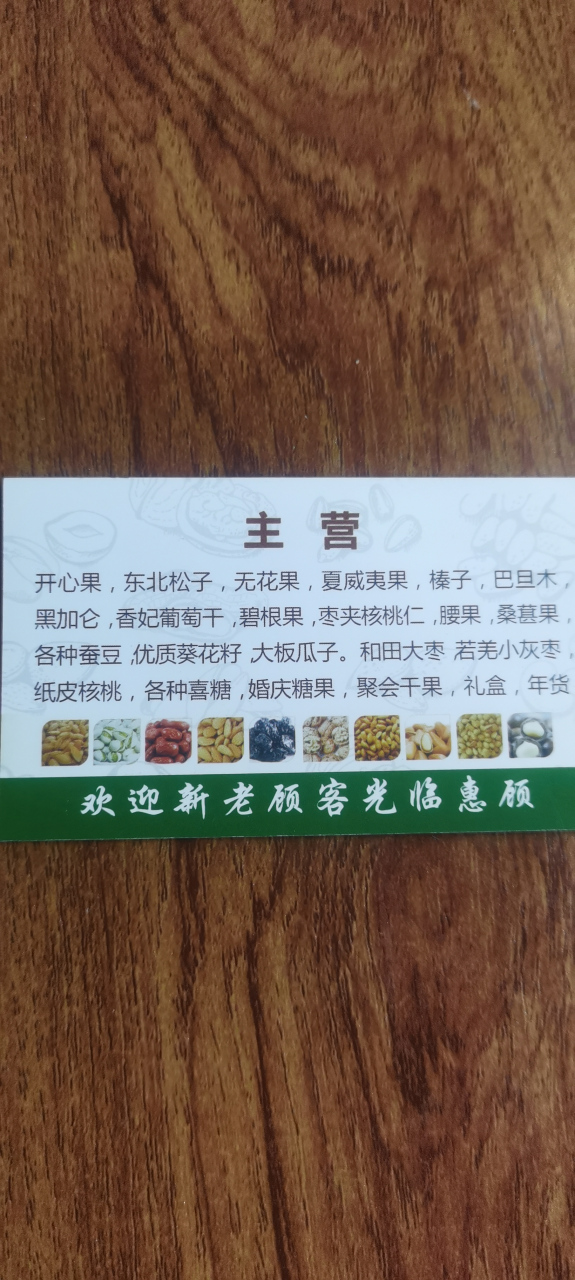 主 营
开心果，东北松子，无花果，夏威夷果，榛子，巴旦木，
黑加仑，香妃葡萄干，碧根果，枣夹核桃仁，腰果，桑葚果，
各种蚕豆，优质葵花籽，大板瓜子。和田大枣 若羌小灰枣，
纸皮核桃，各种喜糖，婚庆糖果，聚会干果，礼盒，年货
欢迎新老顾客光临惠顾